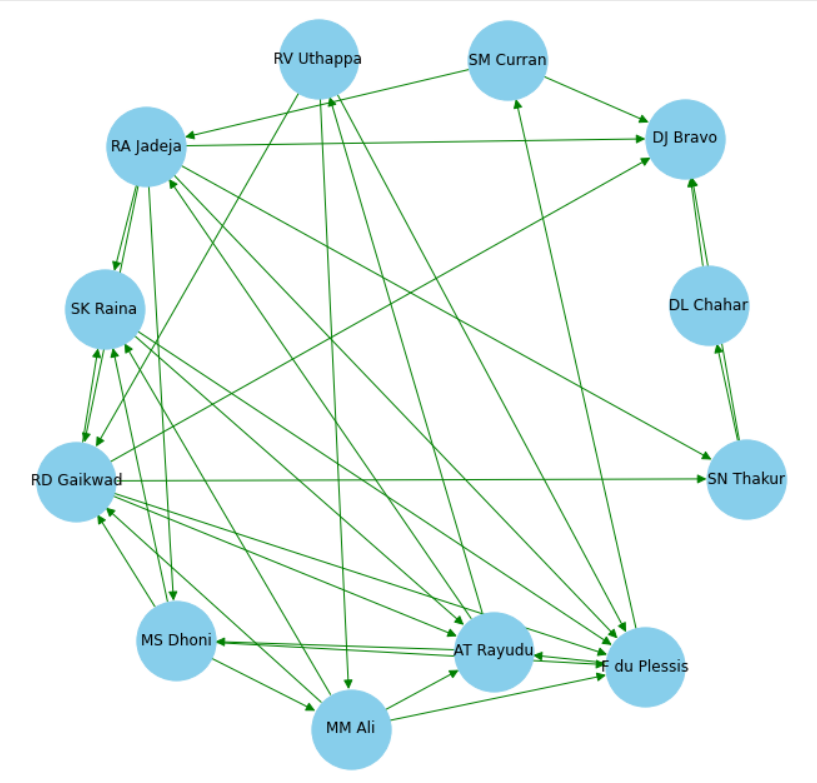 RV Uthappa
SM Curran
DJ Bravo
RA Jadeja
DL Chahar
SK Raina
SN Thakur
RD Gaikwad
MS Dhoni
AT Rayudu
F du Plessis
MM Ali